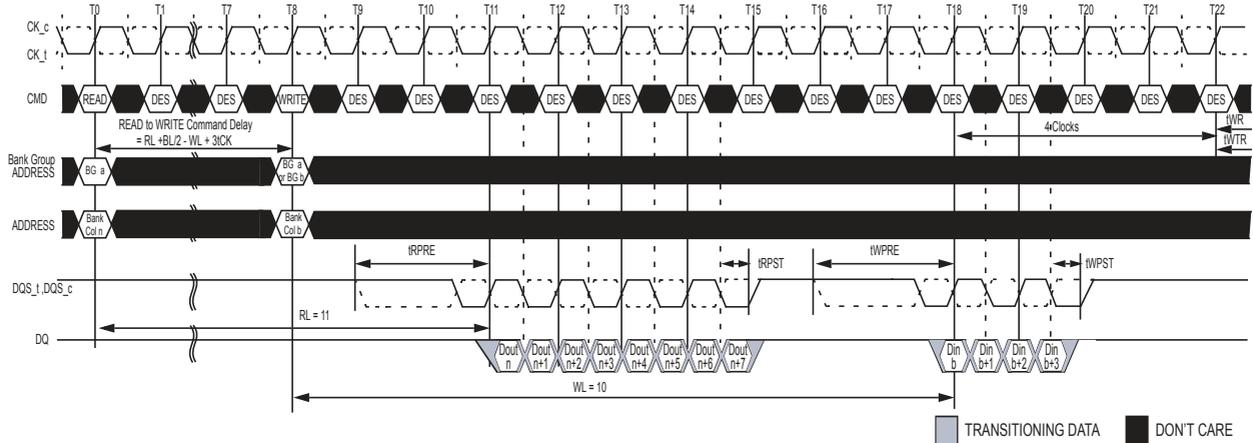 T0 T1 T7 T8 T9 T10 T11 T12 T13 T14 T15 T16 T17 T18 T19 T20 T21 T22
CK_c
CK_t
CMD READ DES DES WRITE DES DES DES DES DES DES DES DES DES DES DES DES DES DES
READ to WRITE Command Delay
= RL +BL/2 - WL + 3tCK
4 Clocks
tWR
tWTR
Bank Group
ADDRESS
BG a
BG a
or BG b
ADDRESS
Bank
Col n
Bank
Col b
tRPRE tRPST tWPRE tWPST
DQS_t ,DQS_c
RL = 11
DQ
Dout
n
Dout
n+1
Dout
n+2
Dout
n+3
Dout
n+4
Dout
n+5
Dout
n+6
Dout
n+7
Din
b
Din
b+1
Din
b+2
Din
b+3
WL = 10
TRANSITIONING DATA DON'T CARE